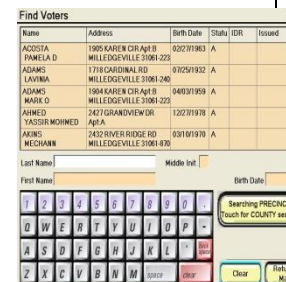 Find Voters
Name Address Birth Date Statu IDR Issued
ACOSTA 1905 KAREN CIR Apt:B 02/27/1963 A
PAMELA D MILLEDGEVILLE 31061-223
ADAMS 1718 CARDINAL RD 07/25/1932 A
LAVINIA MILLEDGEVILLE 31061-240
ADAMS 1904 KAREN CIR Apt:B 04/03/1959 A
MARK O MILLEDGEVILLE 31061-223
AHMED 2427 GRANDVIEW DR 12/27/1978 A
YASSIR MOHMED Apt:A
AKINS 2432 RIVER RIDGE RD 03/10/1970 A
MECHANN MILLEDGEVILLE 31061-870
Last Name Middle Init
First Name Birth Date
1 2 3 4 5 6 7 8 9 0
Searching PRECINC
Touch for COUNTY sea
Q W E R T Y U I O P -
A S D F G H J K L '
Z X C V B N M space clear
Clear Retu